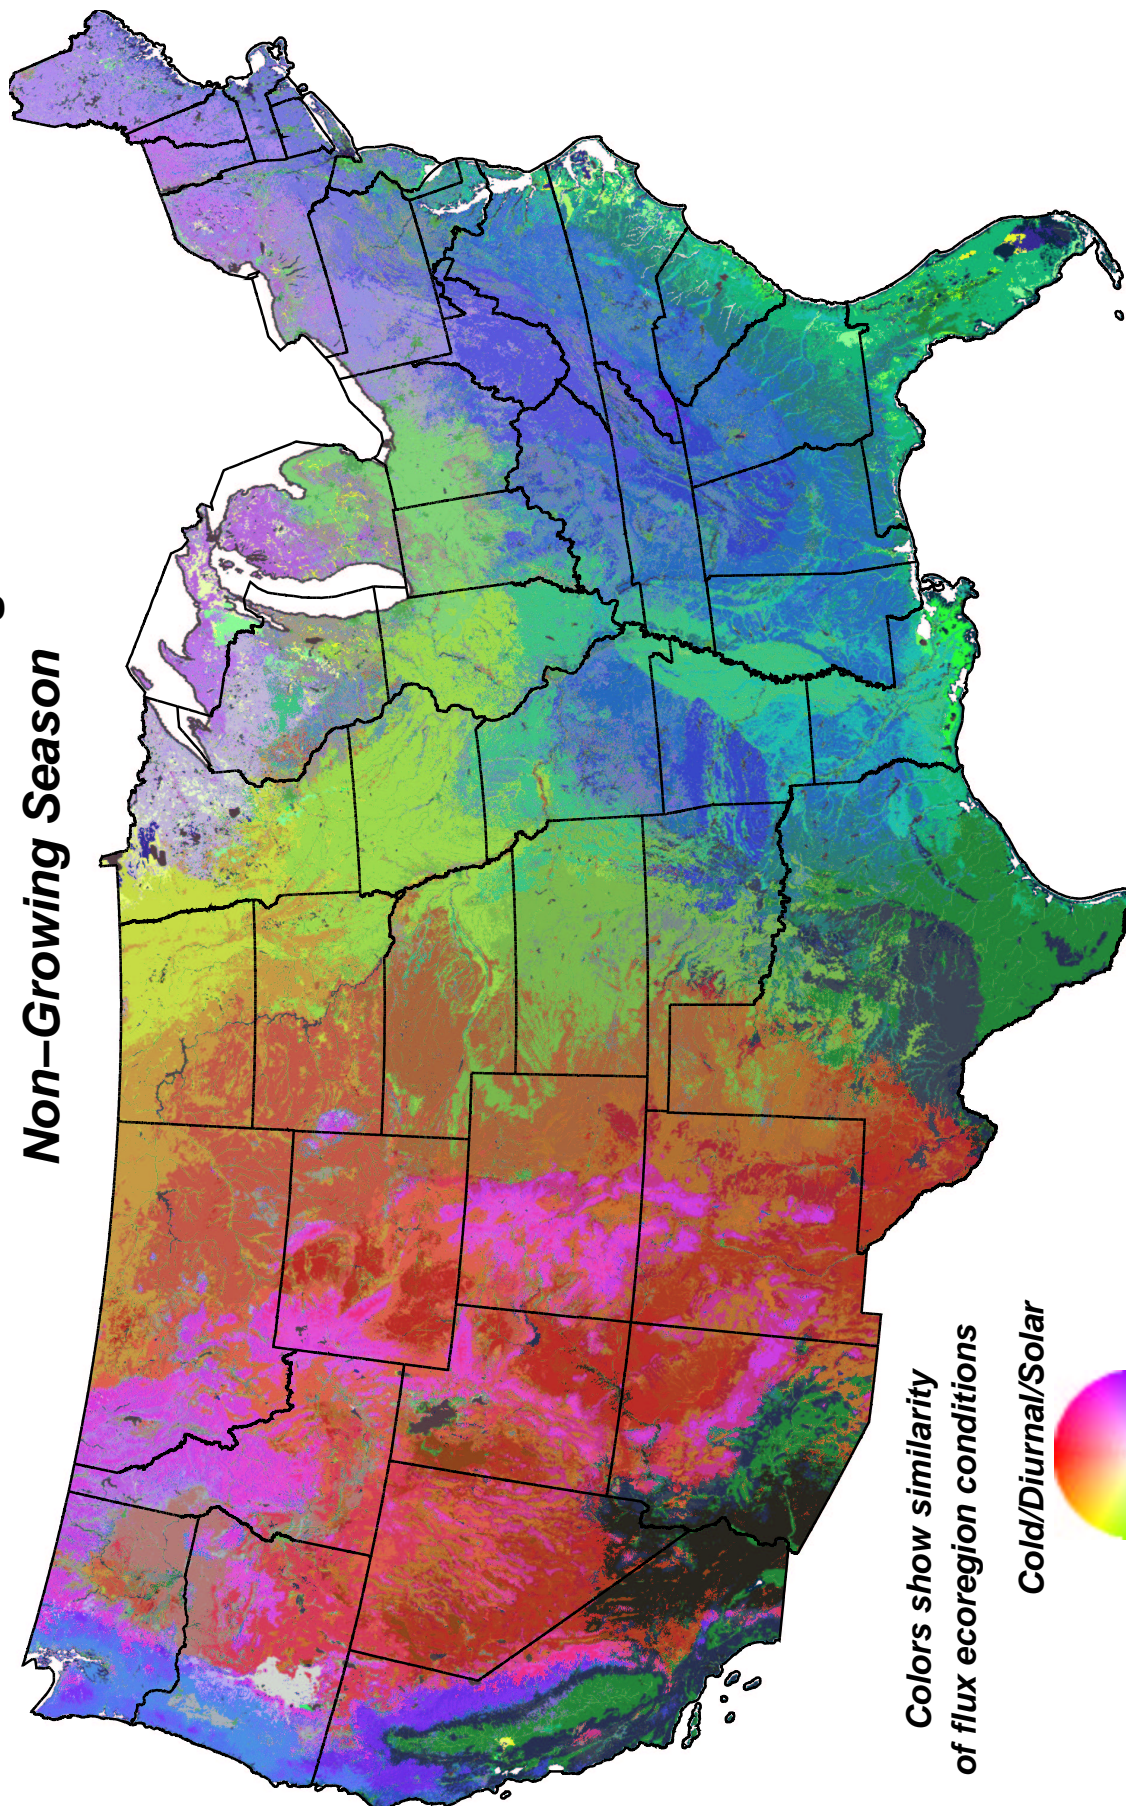 Non–Growing Season
Colors show similarity
of flux ecoregion conditions
Cold/Diurnal/Solar